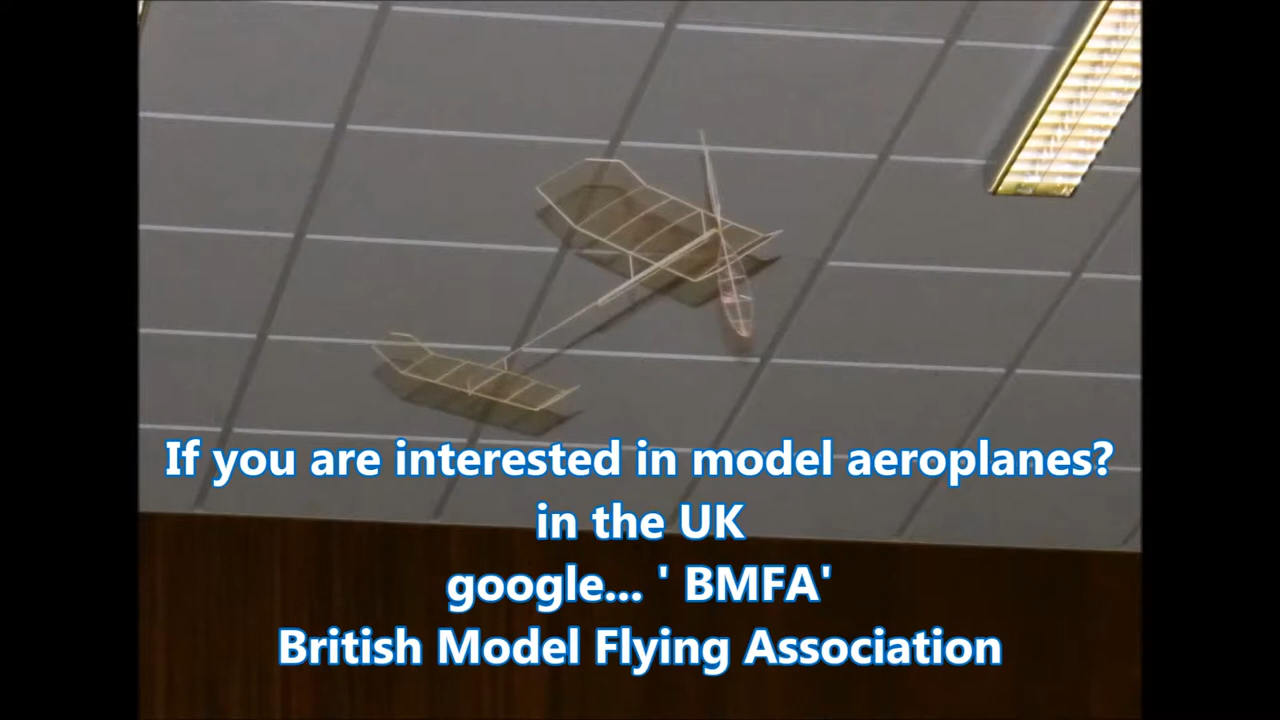 If you are interested in model aeroplanes?
in the UK
google... ' BMFA'
British Model Flying Association